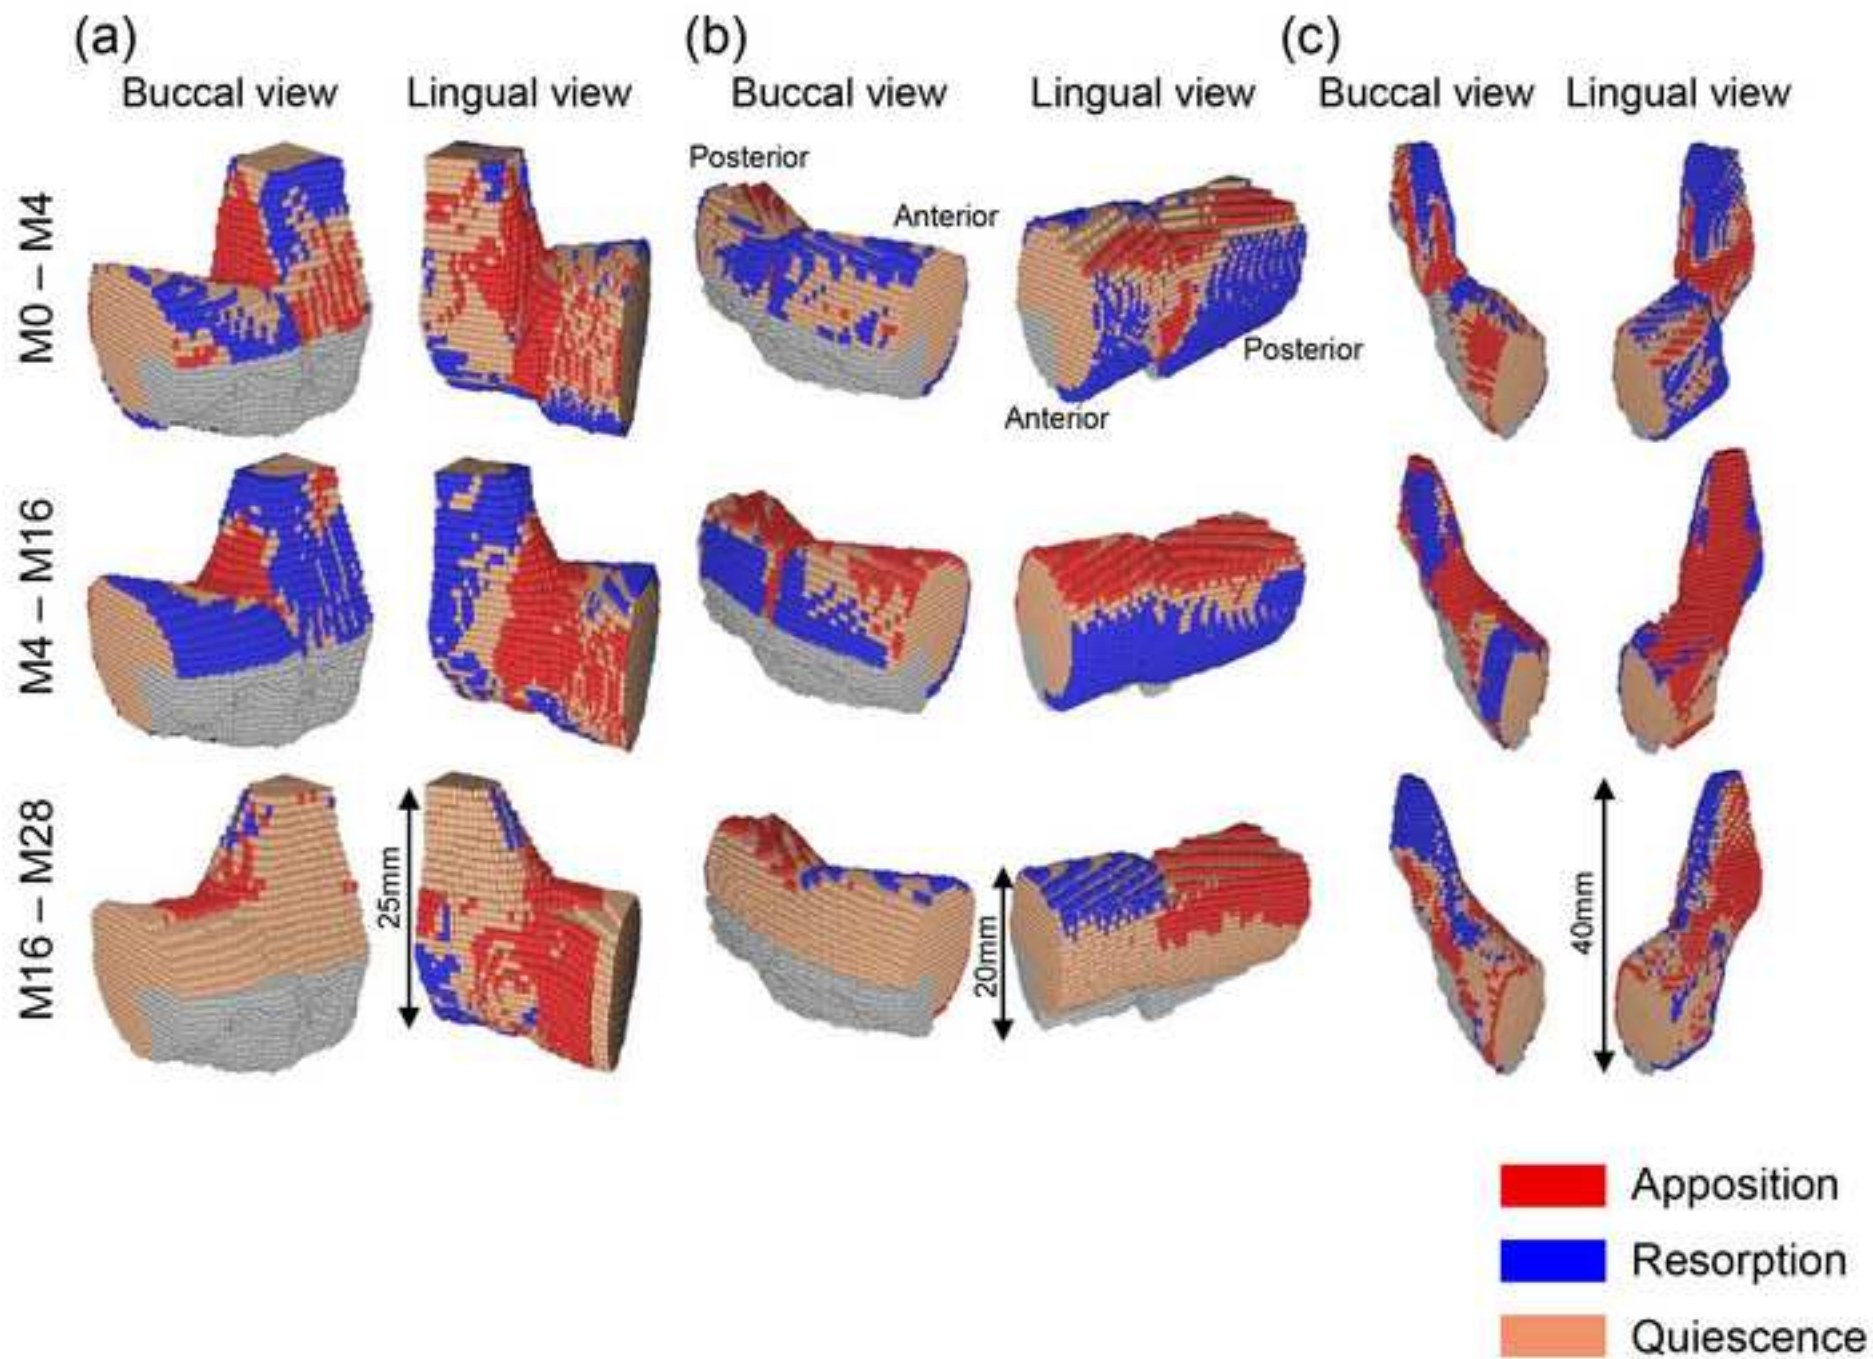 (a) (b) (c)
Buccal view Lingual view Buccal view Lingual view Buccal view Lingual view
M0 – M4
Posterior
Anterior
Posterior
Anterior
M4 – M16
M16 – M28
25mm
20mm
40mm
Apposition
Resorption
Quiescence